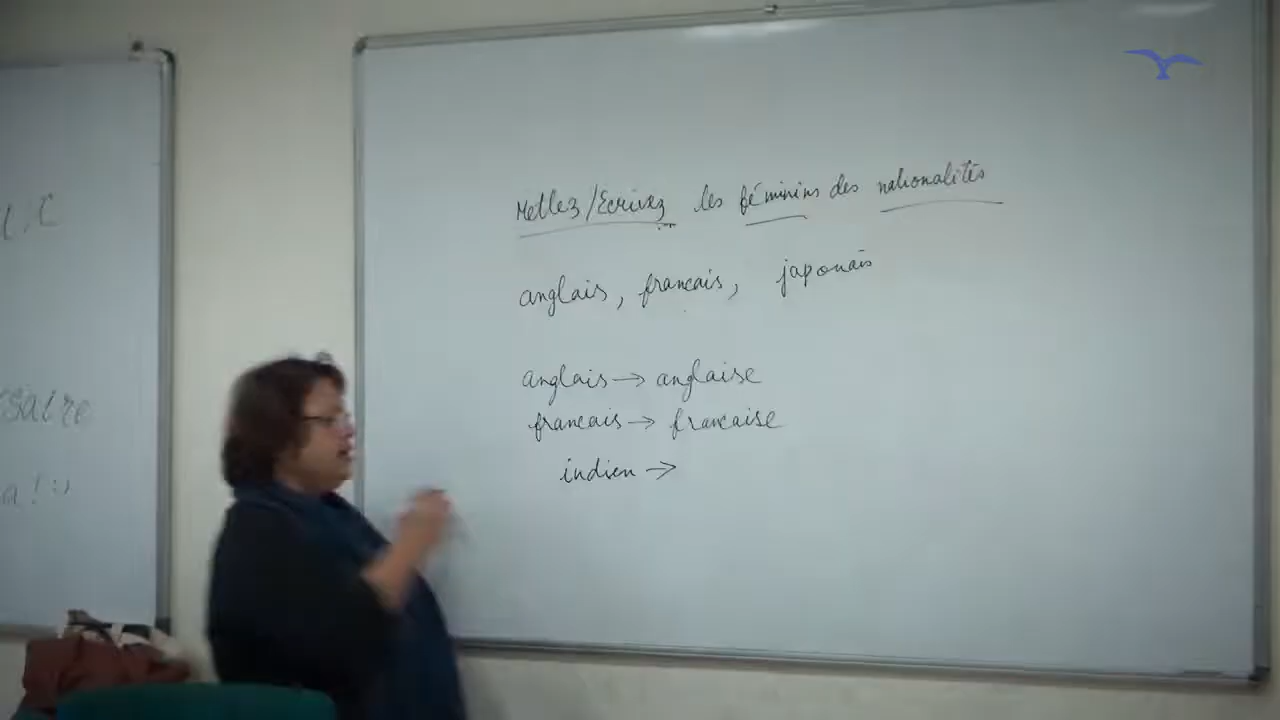 Mettez/Ecrivez les féminins des nationalités
anglais, francais, japonais
anglais → anglaise
francais → francaise
indien →